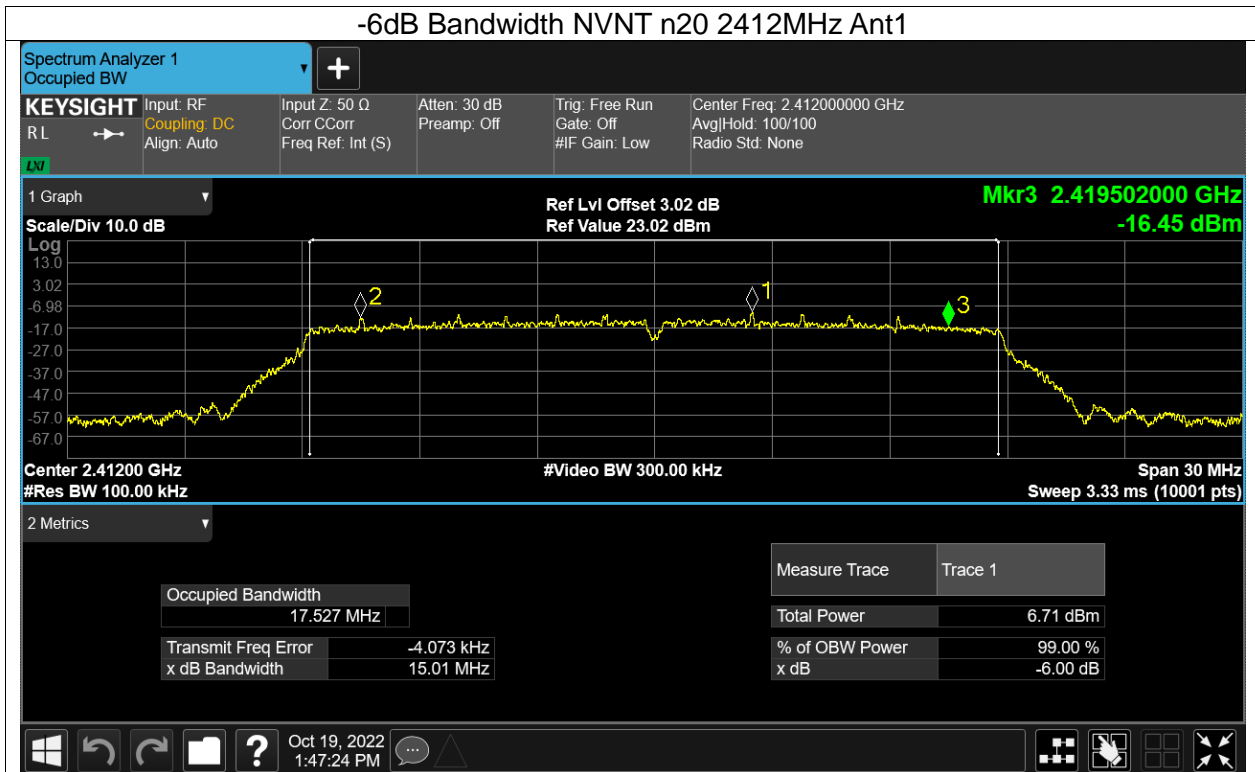 -6dB Bandwidth NVNT n20 2412MHz Ant1
Spectrum Analyzer 1
Occupied BW
+
KEYSIGHT
R L
LXI
Input: RF
Coupling: DC
Align: Auto
Input Z: 50 Ω
Corr CCorr
Freq Ref: Int (S)
Atten: 30 dB
Preamp: Off
Trig: Free Run
Gate: Off
#IF Gain: Low
Center Freq: 2.412000000 GHz
Avg|Hold: 100/100
Radio Std: None
1 Graph
Scale/Div 10.0 dB
Ref Lvl Offset 3.02 dB
Ref Value 23.02 dBm
Mkr3 2.419502000 GHz
-16.45 dBm
Log
13.0
3.02
-6.98
-17.0
-27.0
-37.0
-47.0
-57.0
-67.0
2
1
3
Center 2.41200 GHz
#Res BW 100.00 kHz
#Video BW 300.00 kHz
Span 30 MHz
Sweep 3.33 ms (10001 pts)
2 Metrics
Occupied Bandwidth
17.527 MHz
Transmit Freq Error -4.073 kHz
x dB Bandwidth 15.01 MHz
Measure Trace Trace 1
Total Power 6.71 dBm
% of OBW Power 99.00 %
x dB -6.00 dB
?
Oct 19, 2022
1:47:24 PM